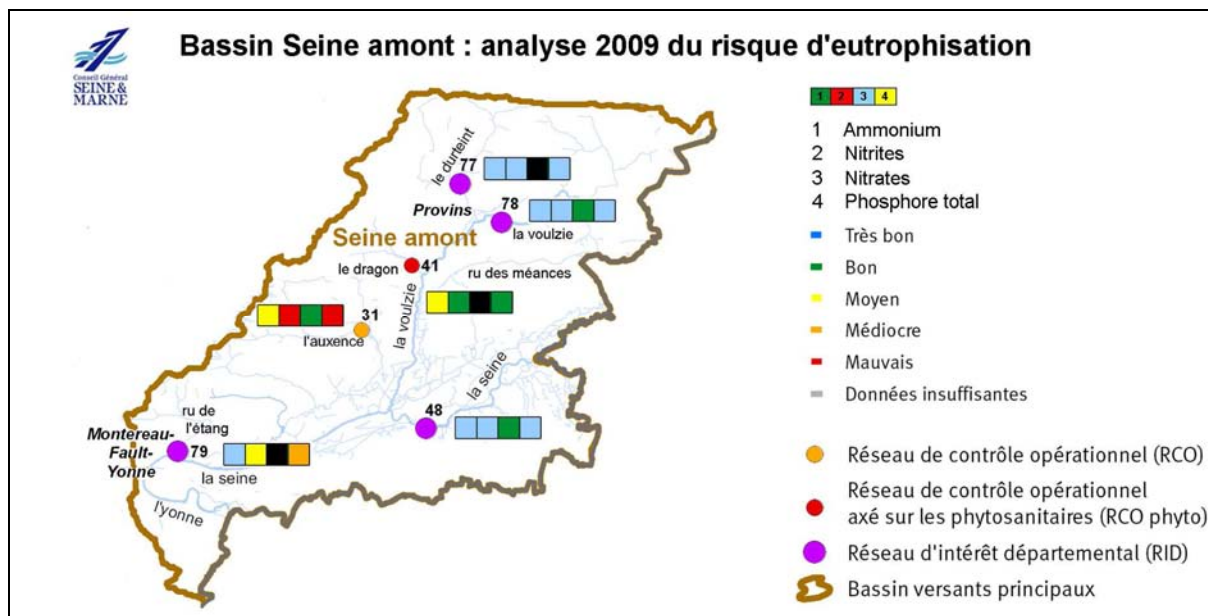 Bassin Seine amont : analyse 2009 du risque d'eutrophisation
Conseil Général
SEINE &
MARNE
1 2 3 4
1 Ammonium
2 Nitrites
3 Nitrates
4 Phosphore total
Très bon
Bon
Moyen
Médiocre
Mauvais
Données insuffisantes
Réseau de contrôle opérationnel (RCO)
Réseau de contrôle opérationnel
axé sur les phytosanitaires (RCO phyto)
Réseau d'intérêt départemental (RID)
Bassin versants principaux
le durteint
77
Provins
78
la voulzie
Seine amont
le dragon
41
ru des méances
la voulzie
31
l'auxence
la seine
48
ru de
l'étang
Montereau-
Fault-
Yonne
79
la seine
l'yonne